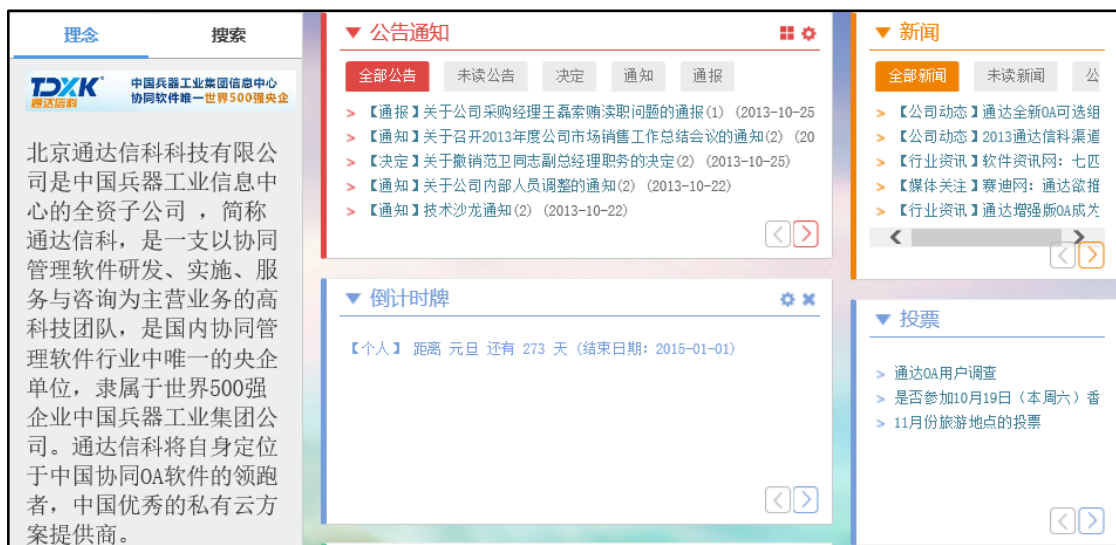 理念
搜索
TDXK
通达信科
中国兵器工业集团信息中心
协同软件唯一世界500强央企
北京通达信科科技有限公
司是中国兵器工业信息中
心的全资子公司 ，简称
通达信科，是一支以协同
管理软件研发、实施、服
务与咨询为主营业务的高
科技团队，是国内协同管
理软件行业中唯一的央企
单位，隶属于世界500强
企业中国兵器工业集团公
司。通达信科将自身定位
于中国协同OA软件的领跑
者，中国优秀的私有云方
案提供商。
公告通知
全部公告 未读公告 决定 通知 通报
> 【通报】关于公司采购经理王磊索贿渎职问题的通报(1) (2013-10-25
> 【通知】关于召开2013年度公司市场销售工作总结会议的通知(2) (20
> 【决定】关于撤销范卫同志副总经理职务的决定(2) (2013-10-25)
> 【通知】关于公司内部人员调整的通知(2) (2013-10-22)
> 【通知】技术沙龙通知(2) (2013-10-22)
倒计时牌
【个人】 距离 元旦 还有 273 天 (结束日期: 2015-01-01)
新闻
全部新闻 未读新闻 公
> 【公司动态】通达全新OA可选组
> 【公司动态】2013通达信科渠道
> 【行业资讯】软件资讯网: 七匹
> 【媒体关注】赛迪网: 通达欲推
> 【行业资讯】通达增强版OA成为
投票
> 通达OA用户调查
> 是否参加10月19日（本周六）香
> 11月份旅游地点的投票